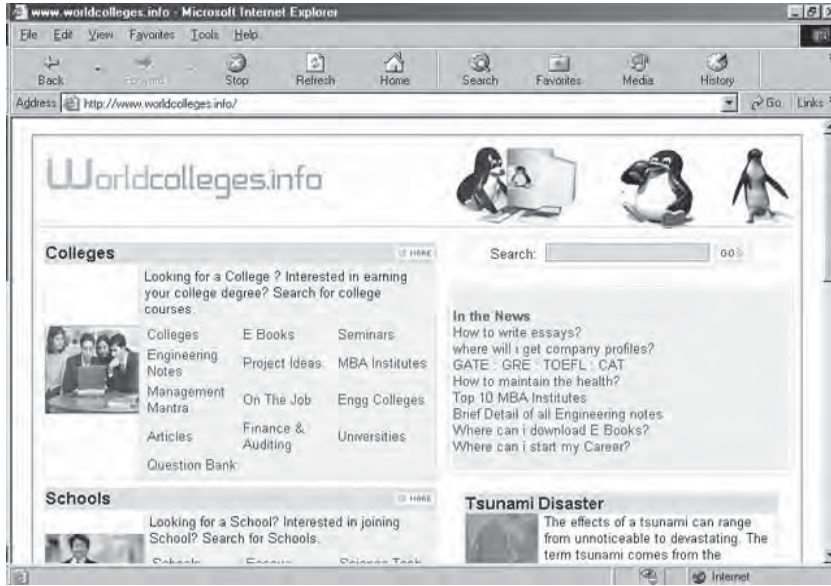 www.worldcolleges.info - Microsoft Internet Explorer
File Edit View Favorites Tools Help
Back Forward Stop Refresh Home Search Favorites Media History
Address http://www.worldcolleges.info/ Go Links
Worldcolleges.info
Colleges MORE
Looking for a College ? Interested in earning
your college degree? Search for college
courses.
Colleges E Books Seminars
Engineering Notes Project Ideas MBA Institutes
Management Mantra On The Job Engg Colleges
Articles Finance & Auditing Universities
Question Bank
Search: GO
In the News
How to write essays?
where will i get company profiles?
GATE : GRE : TOEFL : CAT
How to maintain the health?
Top 10 MBA Institutes
Brief Detail of all Engineering notes
Where can i download E Books?
Where can i start my Career?
Schools MORE
Looking for a School? Interested in joining
School? Search for Schools.
Schools Essays Science Tech
Tsunami Disaster
The effects of a tsunami can range
from unnoticeable to devastating. The
term tsunami comes from the
Internet